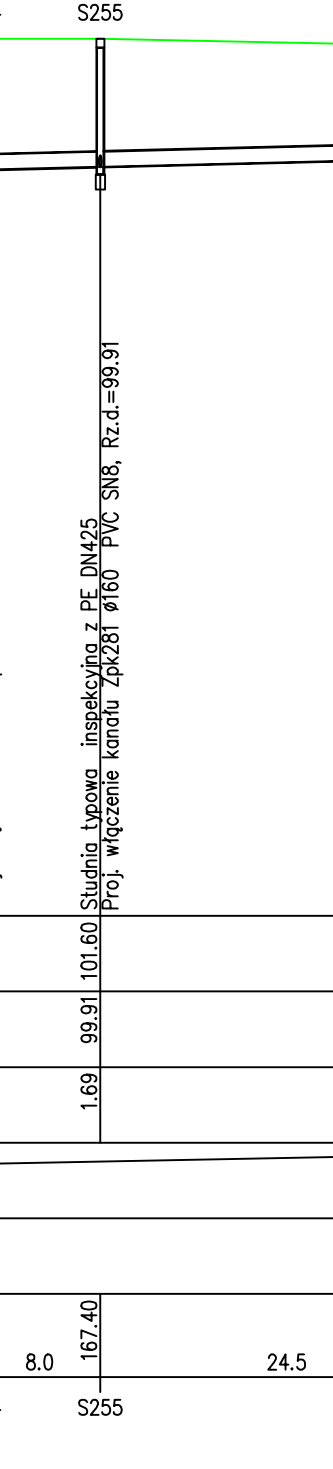 S255
Studnia typowa inspekcyjna z PE DN425
Proj. włączenie kanału Zpk281 ø160 PVC SN8, Rz.d.=99.91
101.60
99.91
1.69
167.40
8.0
24.5
S255